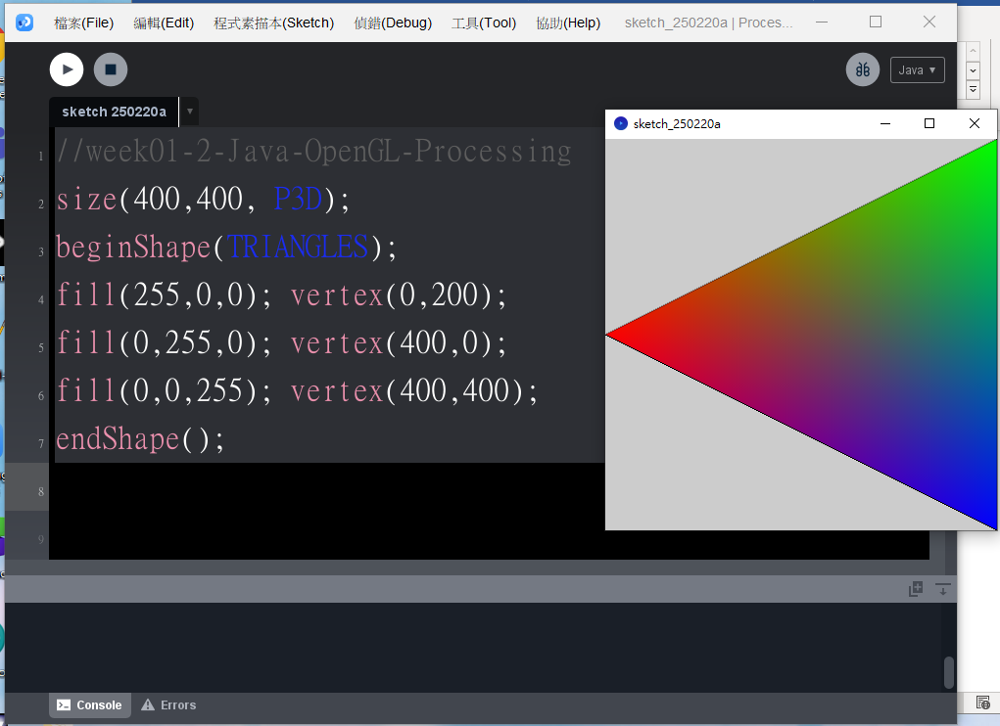 檔案(File) 編輯(Edit) 程式素描本(Sketch) 偵錯(Debug) 工具(Tool) 協助(Help) sketch_250220a | Proces...
Java
sketch 250220a
sketch_250220a
1 //week01-2-Java-OpenGL-Processing
2 size(400,400, P3D);
3 beginShape(TRIANGLES);
4 fill(255,0,0); vertex(0,200);
5 fill(0,255,0); vertex(400,0);
6 fill(0,0,255); vertex(400,400);
7 endShape();
8
9
Console Errors